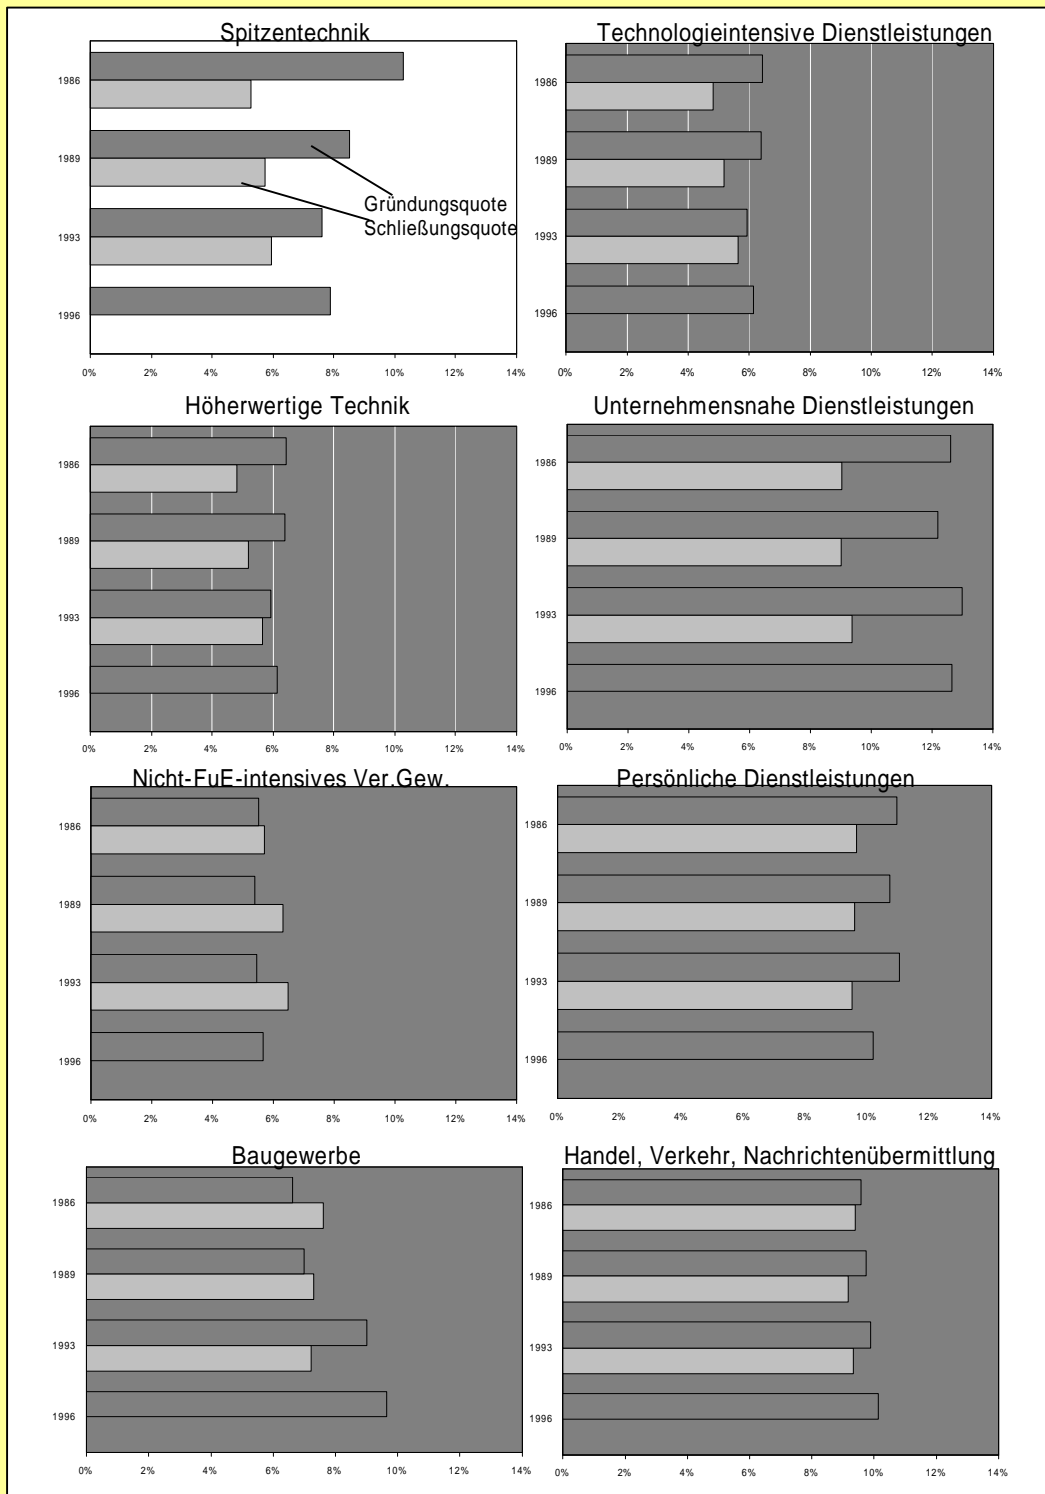 Spitzentechnik
1986
1989
1993
1996
Gründungsquote
Schließungsquote
0% 2% 4% 6% 8% 10% 12% 14%
Technologieintensive Dienstleistungen
1986
1989
1993
1996
0% 2% 4% 6% 8% 10% 12% 14%
Höherwertige Technik
1986
1989
1993
1996
0% 2% 4% 6% 8% 10% 12% 14%
Unternehmensnahe Dienstleistungen
1986
1989
1993
1996
0% 2% 4% 6% 8% 10% 12% 14%
Nicht-FuE-intensives Ver.Gew.
1986
1989
1993
1996
0% 2% 4% 6% 8% 10% 12% 14%
Persönliche Dienstleistungen
1986
1989
1993
1996
0% 2% 4% 6% 8% 10% 12% 14%
Baugewerbe
1986
1989
1993
1996
0% 2% 4% 6% 8% 10% 12% 14%
Handel, Verkehr, Nachrichtenübermittlung
1986
1989
1993
1996
0% 2% 4% 6% 8% 10% 12% 14%